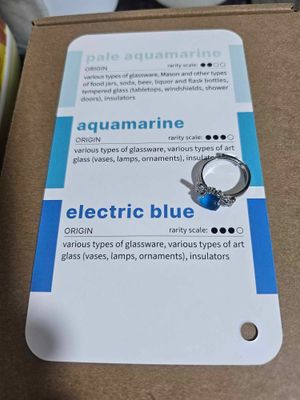 pale aquamarine
ORIGIN rarity scale:
various types of glassware, Mason and other types
of food jars, soda, beer, liquor and flask bottles,
tempered glass (tabletops, windshields, shower
doors), insulators
aquamarine
ORIGIN rarity scale:
various types of glassware, various types of art
glass (vases, lamps, ornaments),
electric blue
ORIGIN rarity scale:
various types of glassware, various types of art
glass (vases, lamps, ornaments), insulators